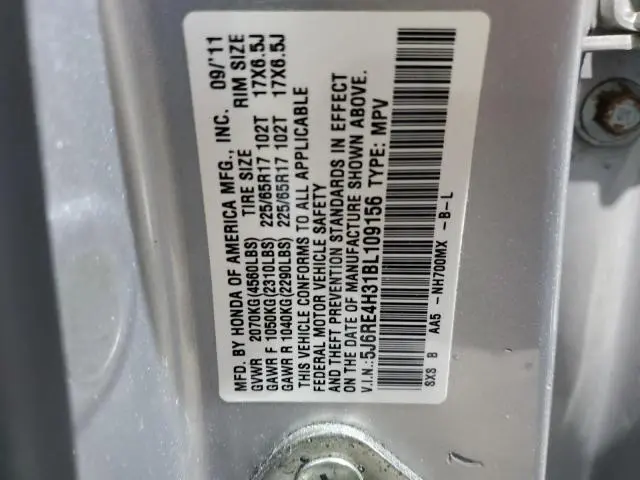 MFD. BY HONDA OF AMERICA MFG., INC. 09/'11
TIRE SIZE RIM SIZE
GVWR 2070KG(4560LBS)
GAWR F 1050KG(2310LBS) 225/65R17 102T 17X6.5J
GAWR R 1040KG(2290LBS) 225/65R17 102T 17X6.5J
THIS VEHICLE CONFORMS TO ALL APPLICABLE
FEDERAL MOTOR VEHICLE SAFETY
AND THEFT PREVENTION STANDARDS IN EFFECT
ON THE DATE OF MANUFACTURE SHOWN ABOVE.
V.I.N.:5J6RE4H31BL109156 TYPE: MPV
SXS B AA5 -NH700MX -B-L